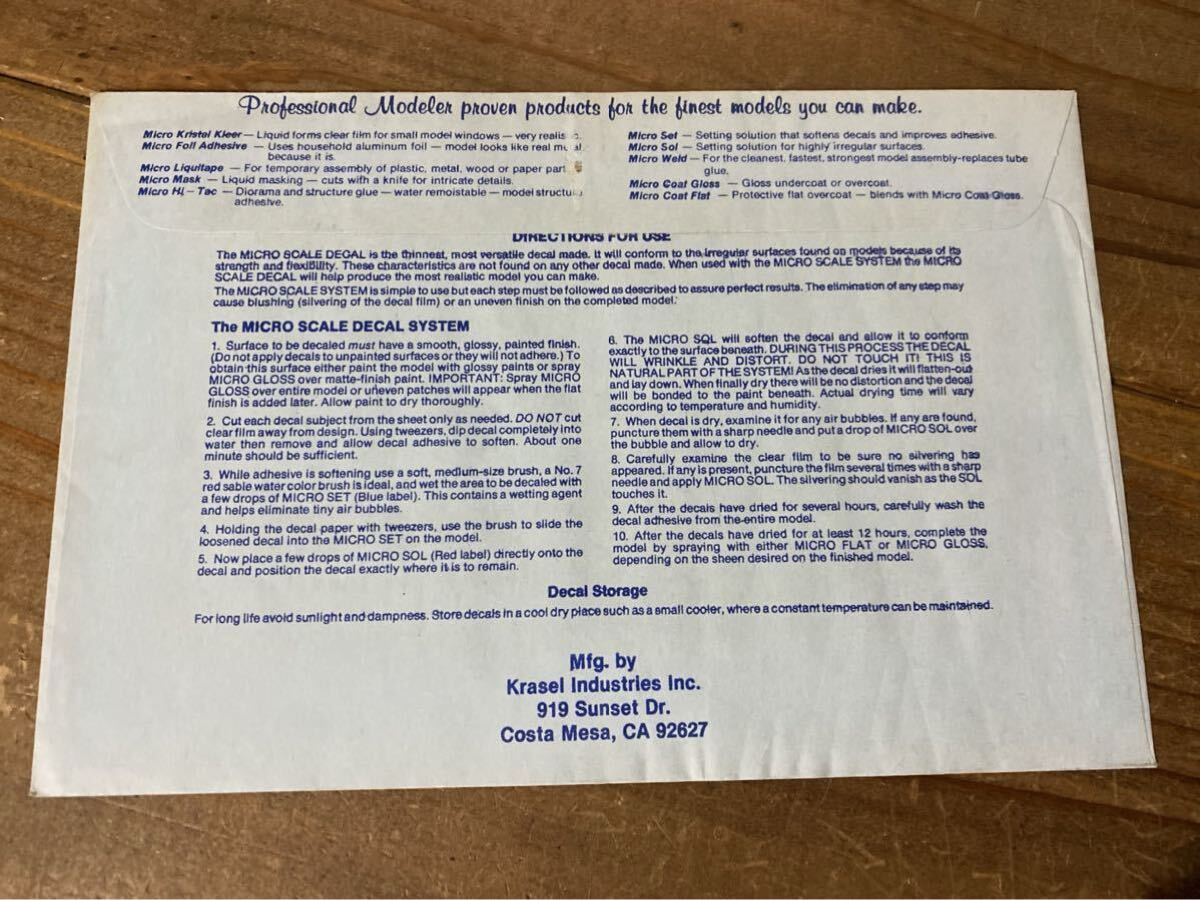 Professional Modeler proven products for the finest models you can make.
Micro Kristal Kleer — Liquid forms clear film for small model windows — very
Micro Foil Adhesive — Uses household aluminum foil — model looks like real
because it is.
Micro Liquitape — For temporary assembly of plastic, metal, wood or paper
Micro Mask — Liquid masking — cuts with a knife for intricate details.
Micro Hi - Tac — Diorama and structure glue — water remoistable — model
adhesive.
Micro Set — Setting solution that softens decals and improves adhesive.
Micro Sol — Setting solution for highly irregular surfaces.
Micro Weld — For the cleanest, fastest, strongest model assembly-replaces tube
glue.
Micro Coat Gloss — Gloss undercoat or overcoat.
Micro Coat Flat — Protective flat overcoat — blends with Micro Coat Gloss.
DIRECTIONS FOR USE
The MICRO SCALE DECAL is the thinnest, most versatile decal made. It will conform to the irregular surfaces found on models because of its
strength and flexibility. These characteristics are not found on any other decal made. When used with the MICRO SCALE SYSTEM the MICRO
SCALE DECAL will help produce the most realistic model you can make.
The MICRO SCALE SYSTEM is simple to use but each step must be followed as described to assure perfect results. The elimination of any step may
cause blushing (silvering of the decal film) or an uneven finish on the completed model.
The MICRO SCALE DECAL SYSTEM
1. Surface to be decaled must have a smooth, glossy, painted finish.
(Do not apply decals to unpainted surfaces or they will not adhere.) To
obtain this surface either paint the model with glossy paints or spray
MICRO GLOSS over matte-finish paint. IMPORTANT: Spray MICRO
GLOSS over entire model or uneven patches will appear when the flat
finish is added later. Allow paint to dry thoroughly.
2. Cut each decal subject from the sheet only as needed. DO NOT cut
clear film away from design. Using tweezers, dip decal completely into
water then remove and allow decal adhesive to soften. About one
minute should be sufficient.
3. While adhesive is softening use a soft, medium-size brush, a No. 7
red sable water color brush is ideal, and wet the area to be decaled with
a few drops of MICRO SET (Blue label). This contains a wetting agent
and helps eliminate tiny air bubbles.
4. Holding the decal paper with tweezers, use the brush to slide the
loosened decal into the MICRO SET on the model.
5. Now place a few drops of MICRO SOL (Red label) directly onto the
decal and position the decal exactly where it is to remain.
6. The MICRO SOL will soften the decal and allow it to conform
exactly to the surface beneath. DURING THIS PROCESS THE DECAL
WILL WRINKLE AND DISTORT. DO NOT TOUCH IT! THIS IS
NATURAL PART OF THE SYSTEM! As the decal dries it will flatten-out
and lay down. When finally dry there will be no distortion and the decal
will be bonded to the paint beneath. Actual drying time will vary
according to temperature and humidity.
7. When decal is dry, examine it for any air bubbles. If any are found,
puncture them with a sharp needle and put a drop of MICRO SOL over
the bubble and allow to dry.
8. Carefully examine the clear film to be sure no silvering has
appeared. If any is present, puncture the film several times with a sharp
needle and apply MICRO SOL. The silvering should vanish as the SOL
touches it.
9. After the decals have dried for several hours, carefully wash the
decal adhesive from the entire model.
10. After the decals have dried for at least 12 hours, complete the
model by spraying with either MICRO FLAT or MICRO GLOSS,
depending on the sheen desired on the finished model.
Decal Storage
For long life avoid sunlight and dampness. Store decals in a cool dry place such as a small cooler, where a constant temperature can be maintained.
Mfg. by
Krasel Industries Inc.
919 Sunset Dr.
Costa Mesa, CA 92627